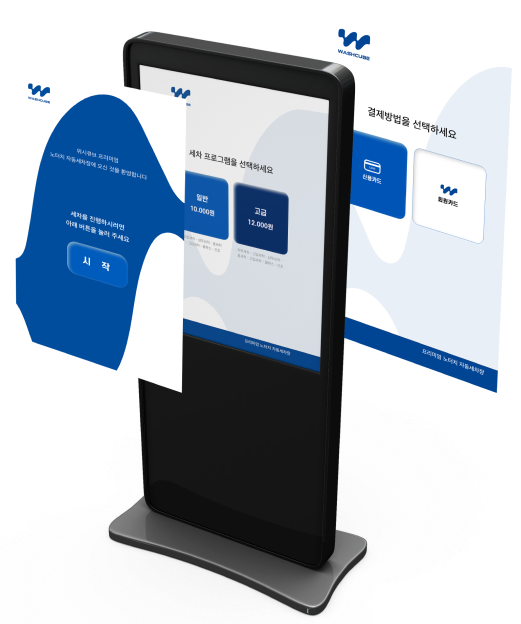 WASHCUBE
워시큐브 프리미엄
노터치 자동세차장에 오신 것을 환영합니다
세차를 진행하시려면
아래 버튼을 눌러 주세요
시 작
세차 프로그램을 선택하세요
일반
10.000원
고급
12.000원
프리미엄 노터치 자동세차장
WASHCUBE
결제방법을 선택하세요
신용카드
회원카드
프리미엄 노터치 자동세차장